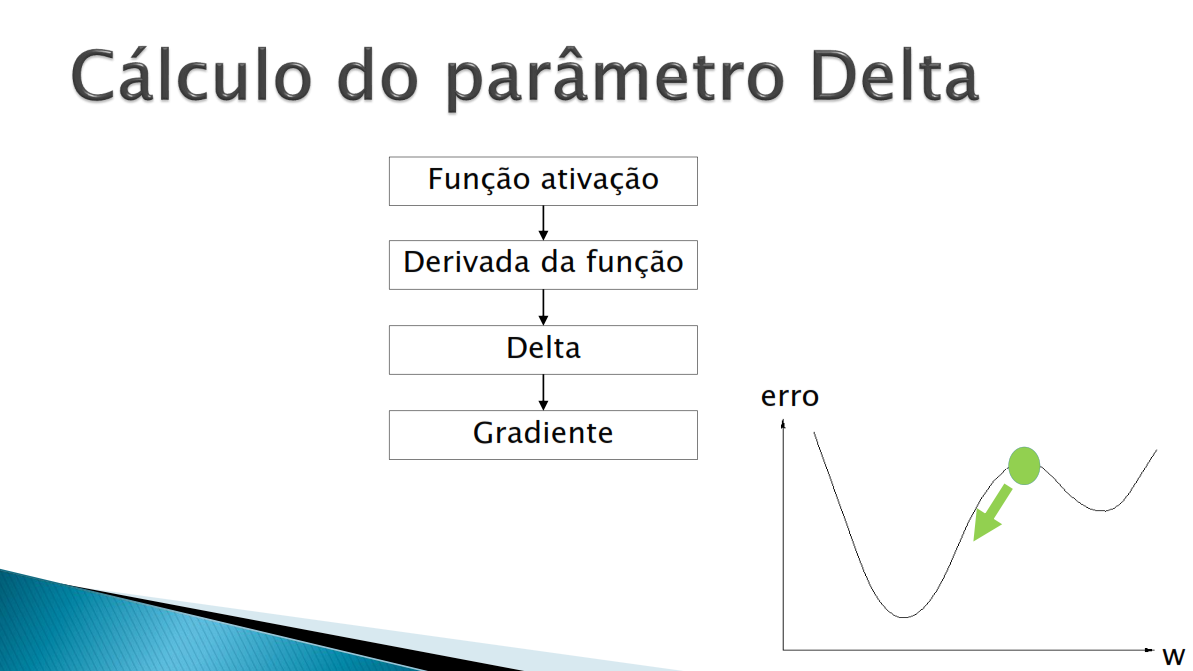 Cálculo do parâmetro Delta
Função ativação
Derivada da função
Delta
Gradiente
erro
w